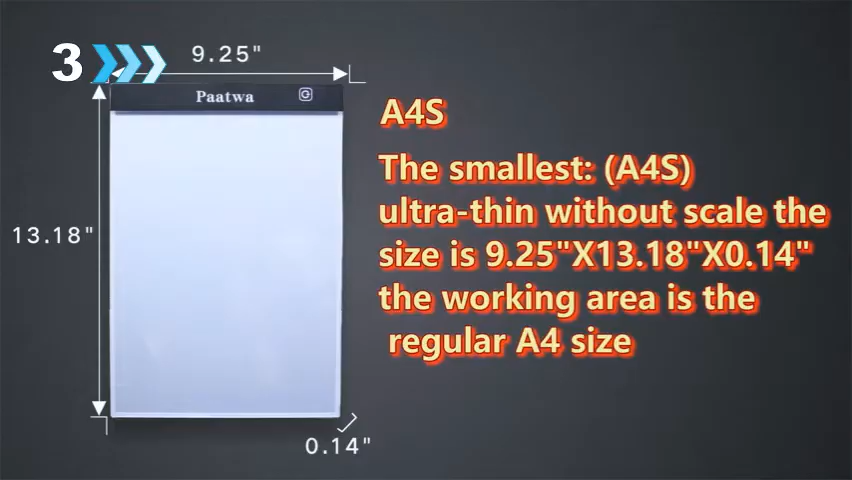 3
9.25"
Paatwa
13.18"
0.14"
A4S
The smallest: (A4S)
ultra-thin without scale the
size is 9.25"X13.18"X0.14"
the working area is the
regular A4 size